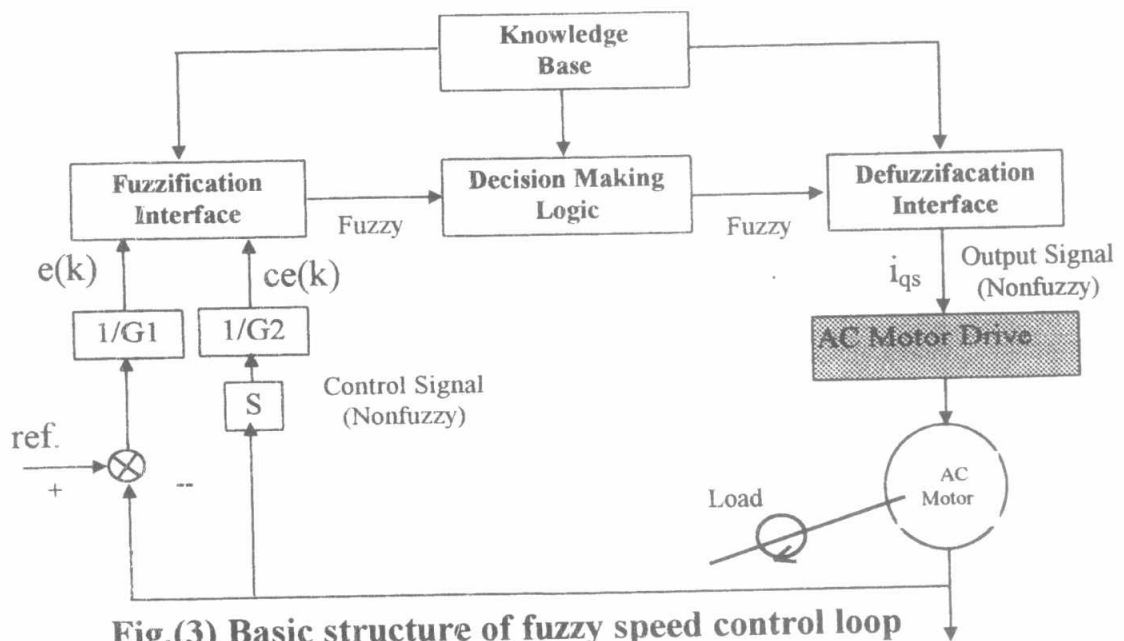 Knowledge
Base
Fuzzification
Interface
Fuzzy
Decision Making
Logic
Fuzzy
Defuzzifacation
Interface
e(k)
ce(k)
i_qs
Output Signal
(Nonfuzzy)
1/G1
1/G2
AC Motor Drive
S
Control Signal
(Nonfuzzy)
ref.
+
--
Load
AC
Motor
Fig.(3) Basic structure of fuzzy speed control loop